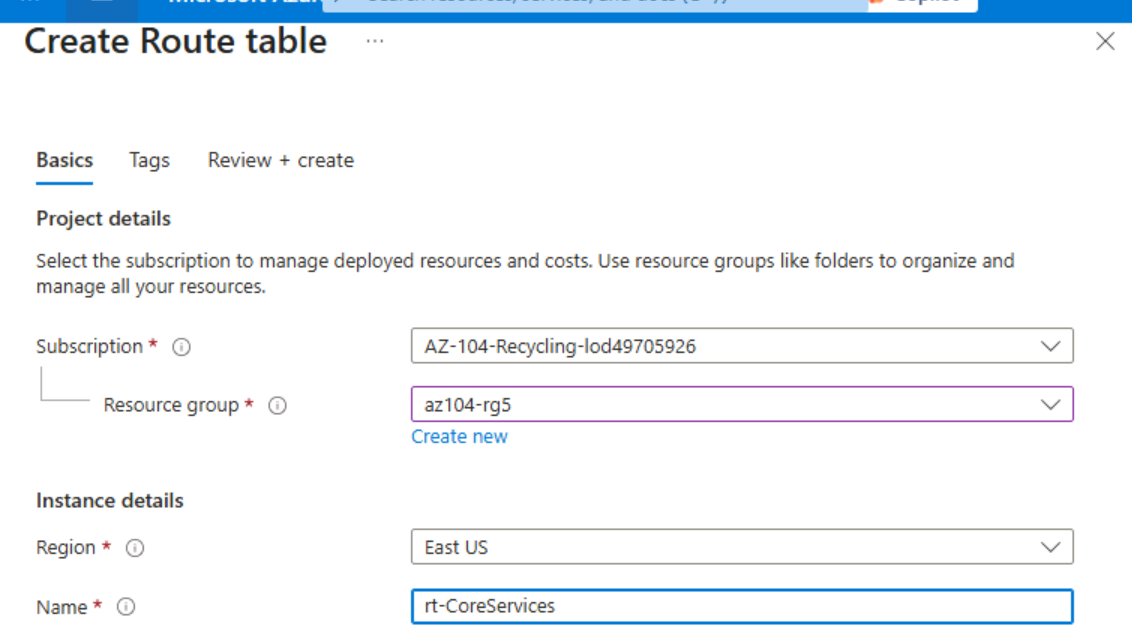 Create Route table
Basics Tags Review + create
Project details
Select the subscription to manage deployed resources and costs. Use resource groups like folders to organize and
manage all your resources.
Subscription * AZ-104-Recycling-lod49705926
Resource group * az104-rg5
Create new
Instance details
Region * East US
Name * rt-CoreServices